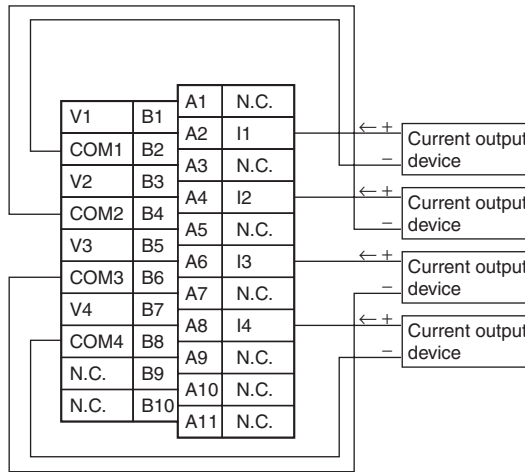 A1 N.C.
V1 B1
A2 I1
← +
Current output
device
COM1 B2
−
A3 N.C.
V2 B3
A4 I2
← +
Current output
device
COM2 B4
−
A5 N.C.
V3 B5
A6 I3
← +
Current output
device
COM3 B6
−
A7 N.C.
V4 B7
A8 I4
← +
Current output
device
COM4 B8
−
A9 N.C.
N.C. B9
A10 N.C.
N.C. B10
A11 N.C.